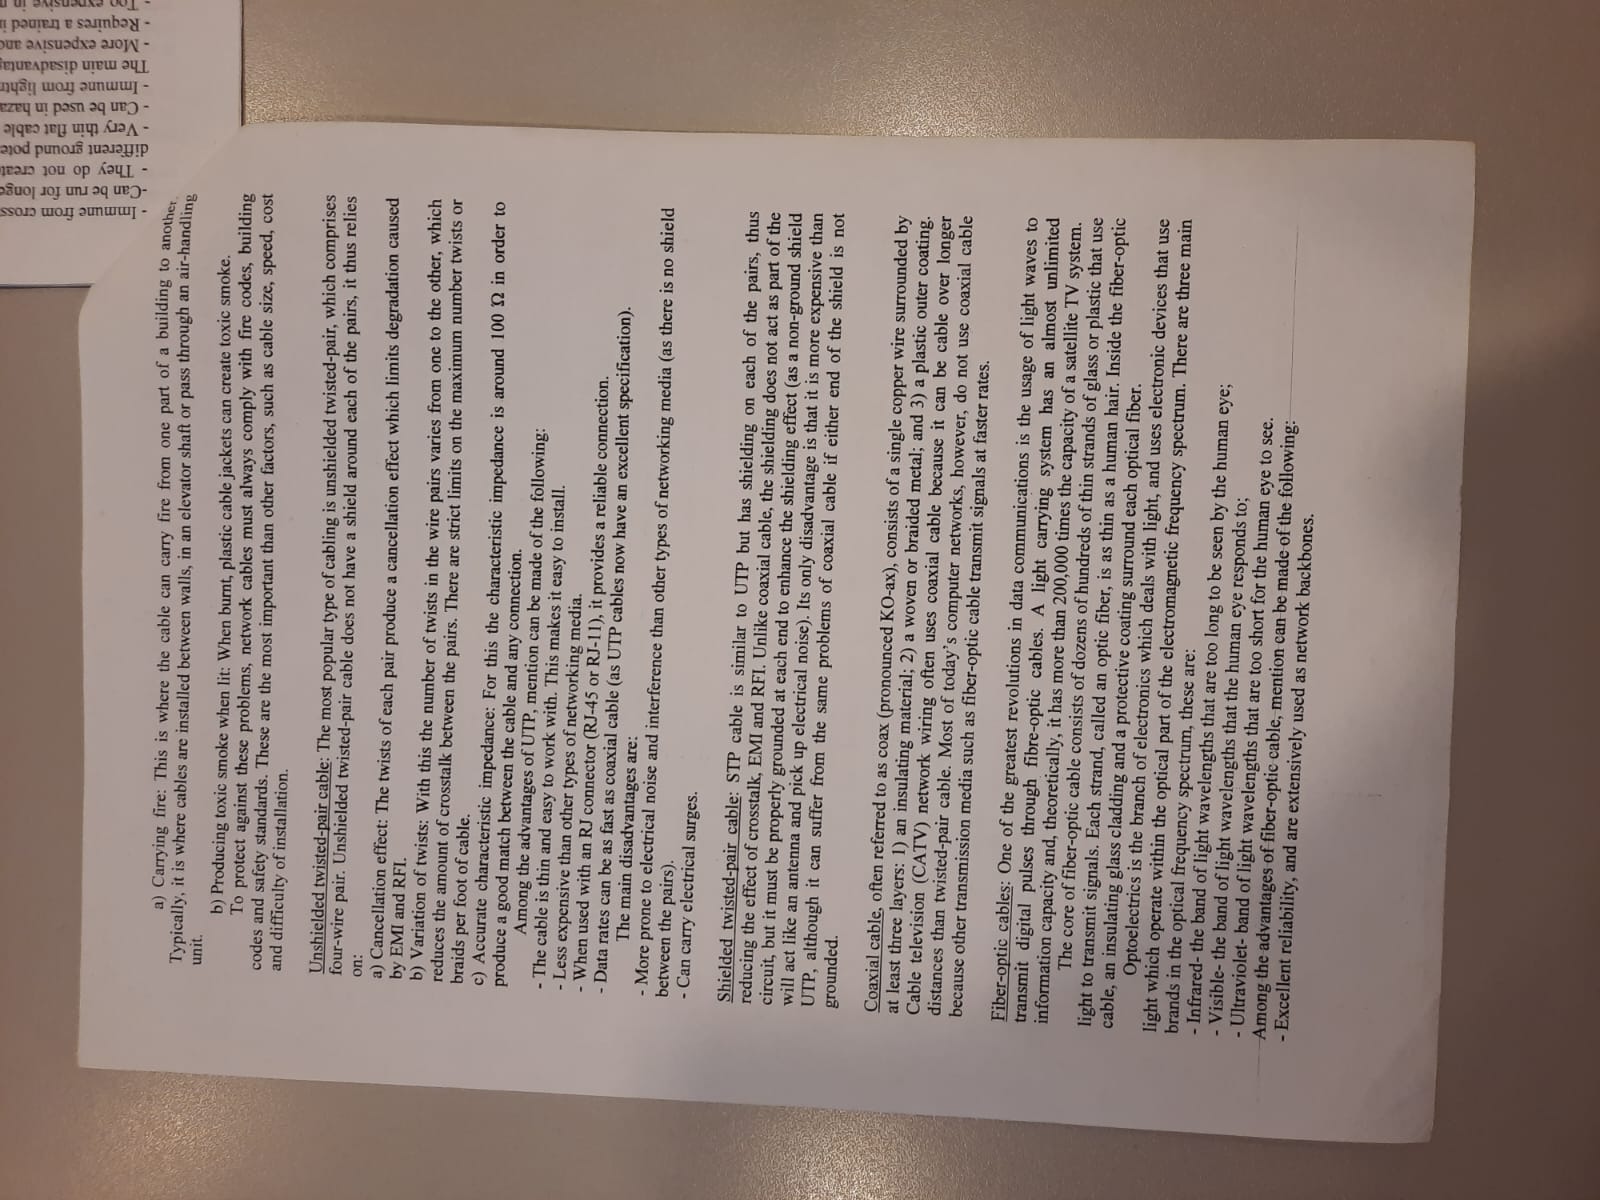 a) Carrying fire: This is where the cable can carry fire from one part of a building to another.
Typically, it is where cables are installed between walls, in an elevator shaft or pass through an air-handling
unit.
b) Producing toxic smoke when lit: When burnt, plastic cable jackets can create toxic smoke.
To protect against these problems, network cables must always comply with fire codes, building
codes and safety standards. These are the most important than other factors, such as cable size, speed, cost
and difficulty of installation.
Unshielded twisted-pair cable: The most popular type of cabling is unshielded twisted-pair, which comprises
four-wire pair. Unshielded twisted-pair cable does not have a shield around each of the pairs, it thus relies
on:
a) Cancellation effect: The twists of each pair produce a cancellation effect which limits degradation caused
by EMI and RFI.
b) Variation of twists: With this the number of twists in the wire pairs varies from one to the other, which
reduces the amount of crosstalk between the pairs. There are strict limits on the maximum number twists or
braids per foot of cable.
c) Accurate characteristic impedance: For this the characteristic impedance is around 100 Ω in order to
produce a good match between the cable and any connection.
Among the advantages of UTP, mention can be made of the following:
- The cable is thin and easy to work with. This makes it easy to install.
- Less expensive than other types of networking media.
- When used with an RJ connector (RJ-45 or RJ-11), it provides a reliable connection.
- Data rates can be as fast as coaxial cable (as UTP cables now have an excellent specification).
The main disadvantages are:
- More prone to electrical noise and interference than other types of networking media (as there is no shield
between the pairs).
- Can carry electrical surges.
Shielded twisted-pair cable: STP cable is similar to UTP but has shielding on each of the pairs, thus
reducing the effect of crosstalk, EMI and RFI. Unlike coaxial cable, the shielding does not act as part of the
circuit, but it must be properly grounded at each end to enhance the shielding effect (as a non-ground shield
will act like an antenna and pick up electrical noise). Its only disadvantage is that it is more expensive than
UTP, although it can suffer from the same problems of coaxial cable if either end of the shield is not
grounded.
Coaxial cable, often referred to as coax (pronounced KO-ax), consists of a single copper wire surrounded by
at least three layers: 1) an insulating material; 2) a woven or braided metal; and 3) a plastic outer coating.
Cable television (CATV) network wiring often uses coaxial cable because it can be cable over longer
distances than twisted-pair cable. Most of today's computer networks, however, do not use coaxial cable
because other transmission media such as fiber-optic cable transmit signals at faster rates.
Fiber-optic cables: One of the greatest revolutions in data communications is the usage of light waves to
transmit digital pulses through fibre-optic cables. A light carrying system has an almost unlimited
information capacity and, theoretically, it has more than 200,000 times the capacity of a satellite TV system.
The core of fiber-optic cable consists of dozens of hundreds of thin strands of glass or plastic that use
light to transmit signals. Each strand, called an optic fiber, is as thin as a human hair. Inside the fiber-optic
cable, an insulating glass cladding and a protective coating surround each optical fiber.
Optoelectrics is the branch of electronics which deals with light, and uses electronic devices that use
light which operate within the optical part of the electromagnetic frequency spectrum. There are three main
brands in the optical frequency spectrum, these are:
- Infrared- the band of light wavelengths that are too long to be seen by the human eye;
- Visible- the band of light wavelengths that the human eye responds to;
- Ultraviolet- band of light wavelengths that are too short for the human eye to see.
Among the advantages of fiber-optic cable, mention can be made of the following:
- Excellent reliability, and are extensively used as network backbones.
- Immune from cross
-Can be run for longe
- They do not creat
different ground pote
- Very thin flat cable
- Can be used in haza
- Immune from lightn
The main disadvantag
- More expensive and
- Requires a trained i
- Too expensive in